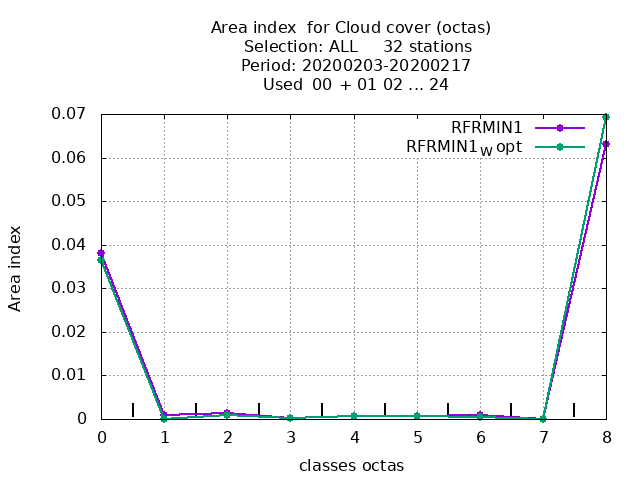 Area index  for Cloud cover (octas)
Selection: ALL     32 stations
Period: 20200203-20200217
Used  00 + 01 02 ... 24
0.07
0.06
0.05
0.04
0.03
0.02
0.01
0
Area index
RFRMIN1
RFRMIN1W opt
0 1 2 3 4 5 6 7 8
classes octas